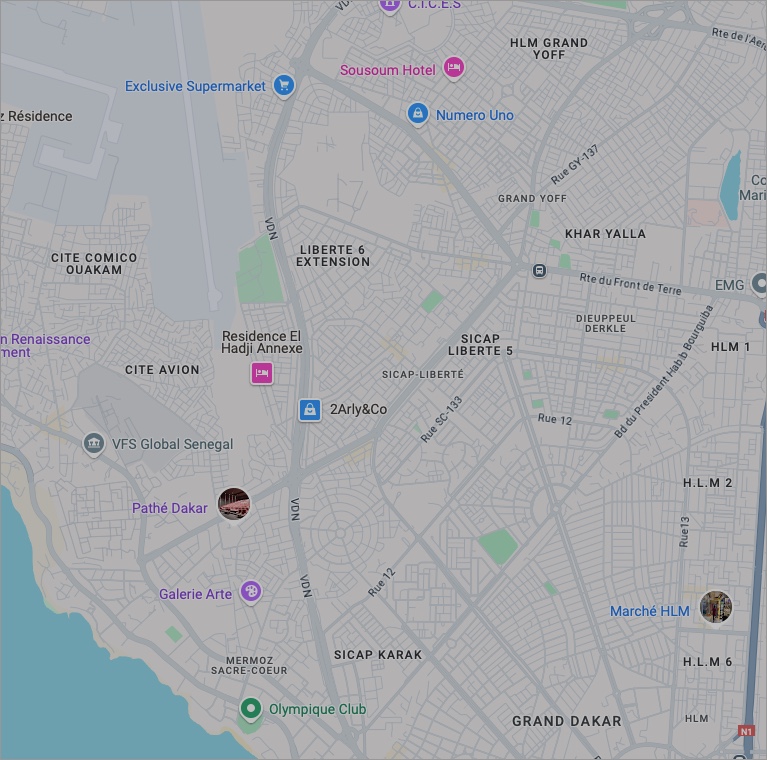 C.I.C.E.S
VDN
HLM GRAND
YOFF
Rte de l'Aer
Sousoum Hotel
Exclusive Supermarket
z Résidence
Numero Uno
Rue GY-137
Co
Mari
GRAND YOFF
VDN
KHAR YALLA
LIBERTE 6
EXTENSION
CITE COMICO
OUAKAM
Rte du Front de Terre
EMG
DIEUPPEUL
DERKLE
n Renaissance
ment
Residence El
Hadji Annexe
SICAP
LIBERTE 5
HLM 1
CITE AVION
SICAP-LIBERTÉ
Bd du President Habib Bourguiba
2Arly&Co
Rue SC-133
Rue 12
VFS Global Senegal
H.L.M 2
Pathé Dakar
VDN
Rue13
Galerie Arte
VDN
Rue 12
Marché HLM
MERMOZ
SACRE-COEUR
SICAP KARAK
H.L.M 6
Olympique Club
GRAND DAKAR
HLM
N1